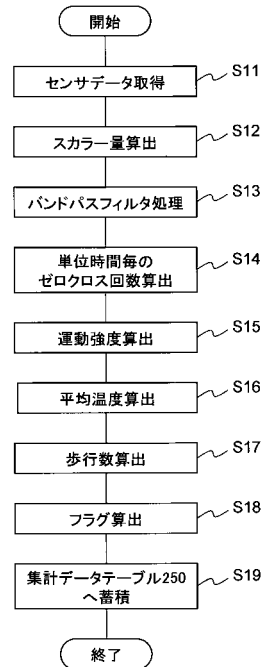 開始
センサデータ取得
S11
スカラー量算出
S12
バンドパスフィルタ処理
S13
単位時間毎の
ゼロクロス回数算出
S14
運動強度算出
S15
平均温度算出
S16
歩行数算出
S17
フラグ算出
S18
集計データテーブル250
へ蓄積
S19
終了